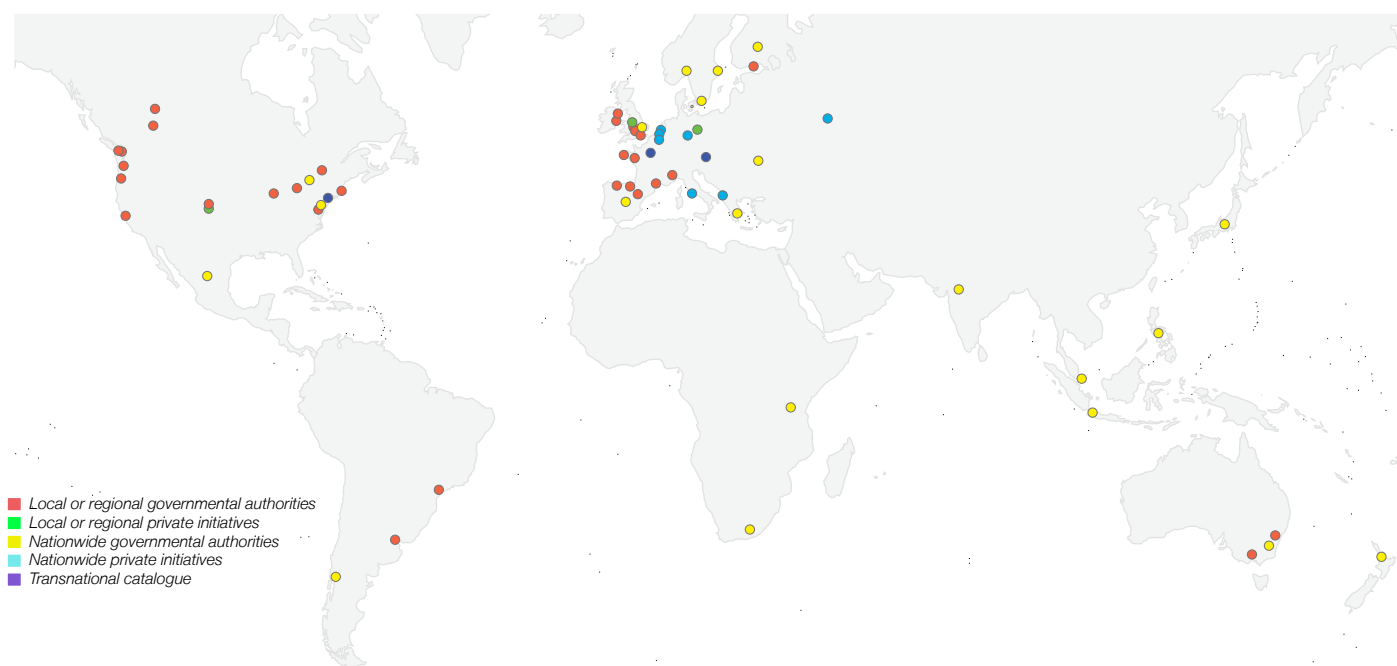 Local or regional governmental authorities
Local or regional private initiatives
Nationwide governmental authorities
Nationwide private initiatives
Transnational catalogue